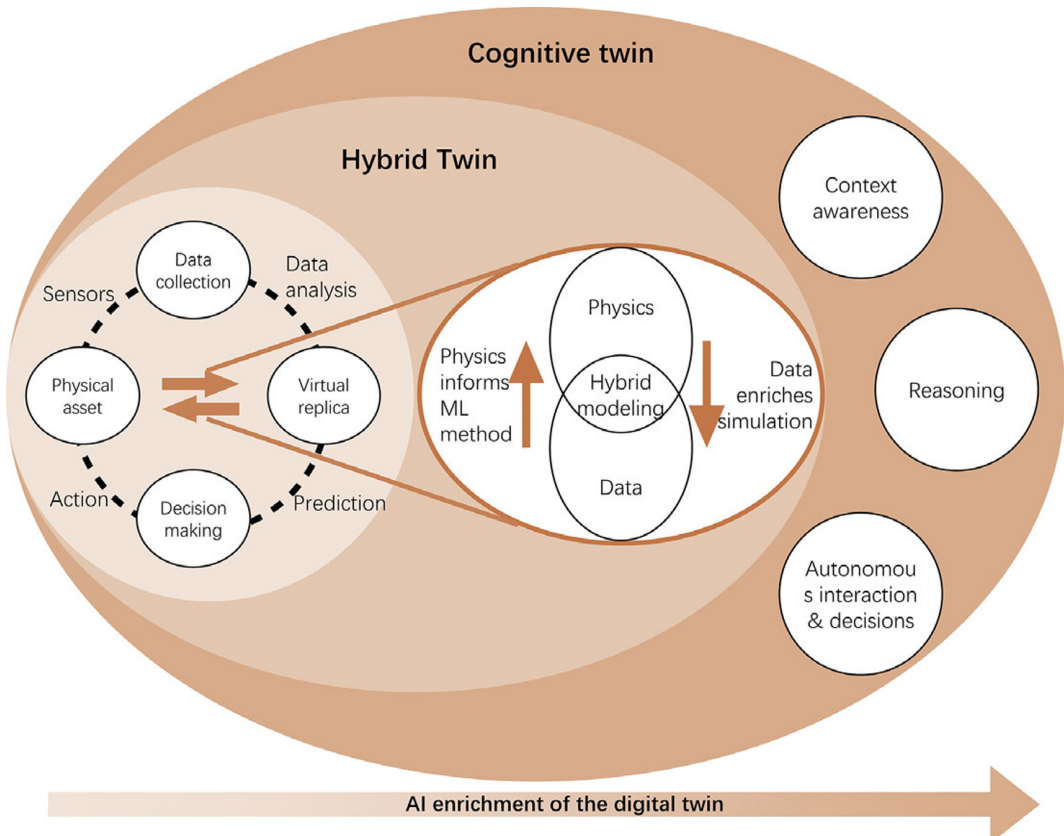 Cognitive twin
Hybrid Twin
Data
collection
Sensors
Data
analysis
Physical
asset
Virtual
replica
Action
Decision
making
Prediction
Physics
Physics
informs
ML
method
Hybrid
modeling
Data
enriches
simulation
Data
Context
awareness
Reasoning
Autonomou
s interaction
& decisions
AI enrichment of the digital twin